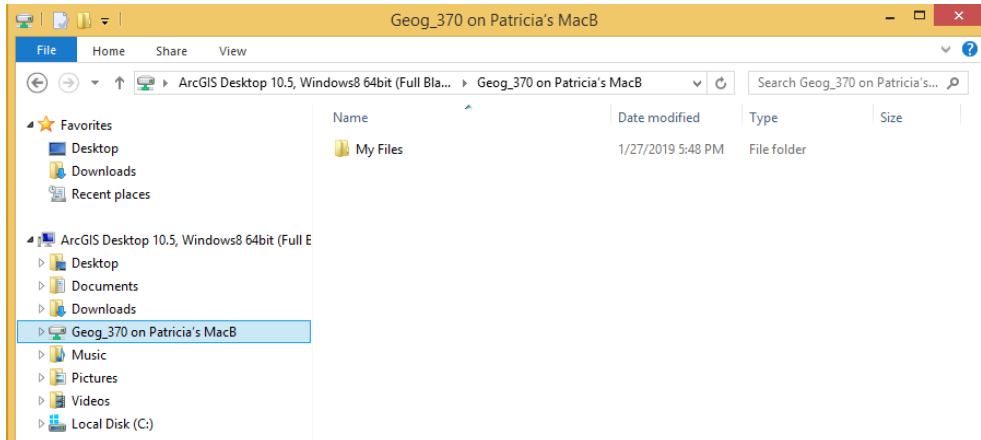 Geog_370 on Patricia's MacB
File Home Share View
ArcGIS Desktop 10.5, Windows8 64bit (Full Bla... Geog_370 on Patricia's MacB
Search Geog_370 on Patricia's...
Name Date modified Type Size
My Files 1/27/2019 5:48 PM File folder
Favorites
Desktop
Downloads
Recent places
ArcGIS Desktop 10.5, Windows8 64bit (Full E
Desktop
Documents
Downloads
Geog_370 on Patricia's MacB
Music
Pictures
Videos
Local Disk (C:)